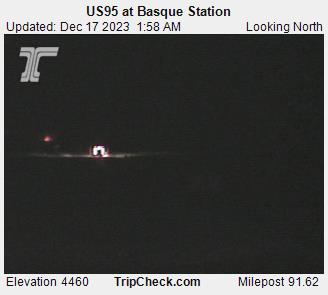 US95 at Basque Station
Updated: Dec 17 2023 1:58 AM Looking North
Elevation 4460 TripCheck.com Milepost 91.62